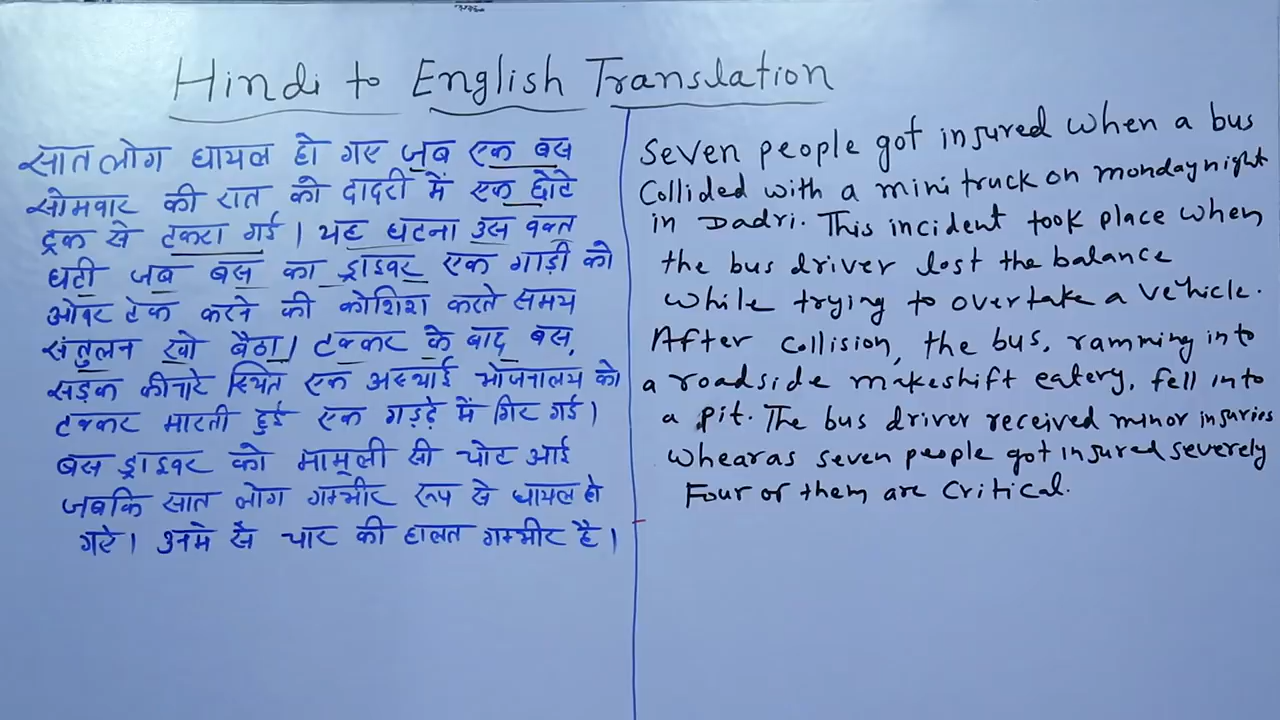 Hindi to English Translation
सात लोग घायल हो गए जब एक बस
सोमवार की रात को दादरी में एक छोटे
ट्रक से टकरा गई। यह घटना उस वक्त
घटी जब बस का ड्राइवर एक गाड़ी को
ओवर टेक करने की कोशिश करते समय
संतुलन खो बैठा। टक्कर के बाद बस,
सड़क कीनारे स्थित एक अस्थाई भोजनालय को
टक्कर मारती हुई एक गड्ढे में गिर गई।
बस ड्राइवर को मामूली सी चोट आई
जबकि सात लोग गम्भीर रूप से घायल हो
गए। उनमे से चार की हालत गम्भीर है।
Seven people got insured when a bus
Collided with a mini truck on monday night
in Dadri. This incident took place when
the bus driver lost the balance
while trying to overtake a vehicle.
After collision, the bus, ramming into
a roadside makeshift eatery, fell into
a pit. The bus driver received minor insuries
whearas seven people got insured severely
Four of them are critical.